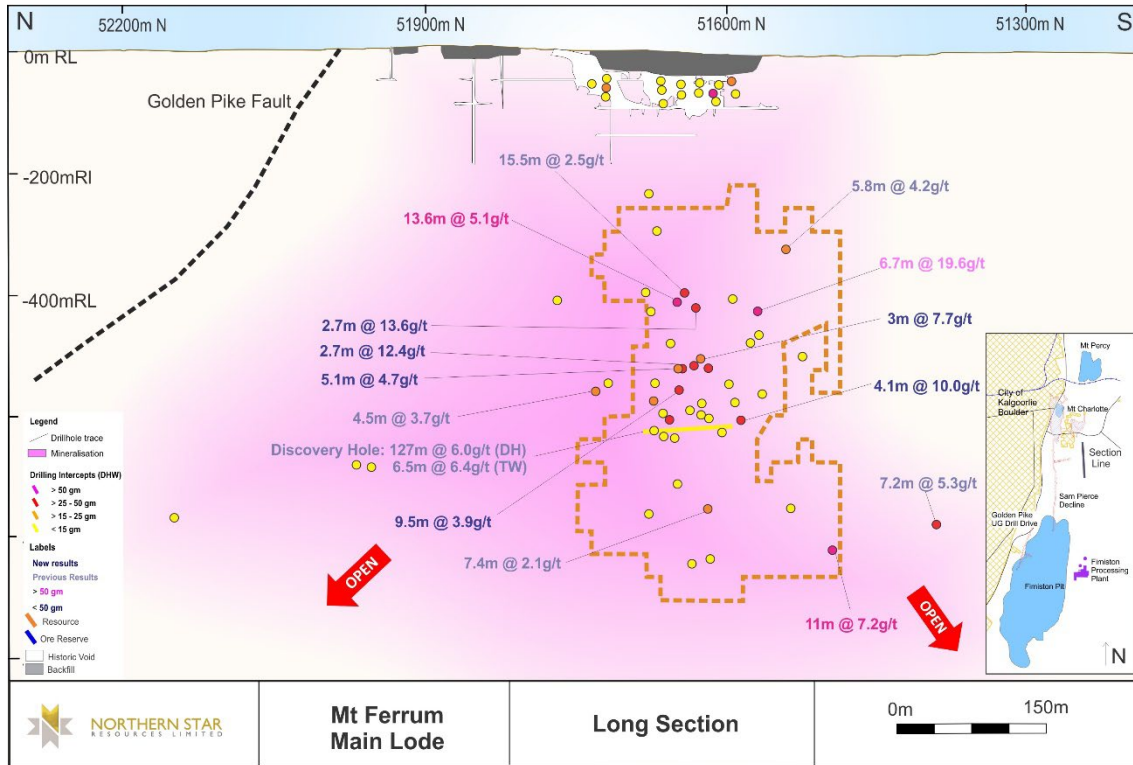 N
52200m N
51900m N
51600m N
51300m N
S
0m RL
Golden Pike Fault
-200mRl
15.5m @ 2.5g/t
5.8m @ 4.2g/t
13.6m @ 5.1g/t
6.7m @ 19.6g/t
-400mRL
2.7m @ 13.6g/t
3m @ 7.7g/t
2.7m @ 12.4g/t
5.1m @ 4.7g/t
4.1m @ 10.0g/t
4.5m @ 3.7g/t
Discovery Hole: 127m @ 6.0g/t (DH)
6.5m @ 6.4g/t (TW)
7.2m @ 5.3g/t
9.5m @ 3.9g/t
7.4m @ 2.1g/t
11m @ 7.2g/t
OPEN
OPEN
Legend
Drillhole trace
Mineralisation
Drilling Intercepts (DHW)
> 50 gm
> 25 - 50 gm
> 15 - 25 gm
< 15 gm
Labels
New results
Previous Results
> 50 gm
< 50 gm
Resource
Ore Reserve
Historic Void
Backfill
Mt Percy
City of
Kalgoorlie
Boulder
Mt Charlotte
Section
Line
Sam Pierce
Decline
Golden Pike
UG Drill Drive
Fimiston
Processing
Plant
Fimiston Pit
N
NORTHERN STAR
RESOURCES LIMITED
Mt Ferrum
Main Lode
Long Section
0m
150m